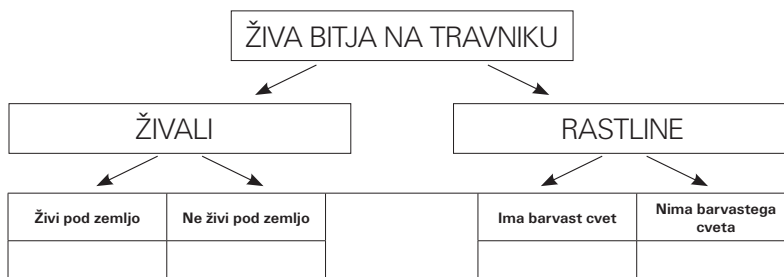 ŽIVA BITJA NA TRAVNIKU
ŽIVALI
RASTLINE
Živi pod zemljo
Ne živi pod zemljo
Ima barvast cvet
Nima barvastega
cveta